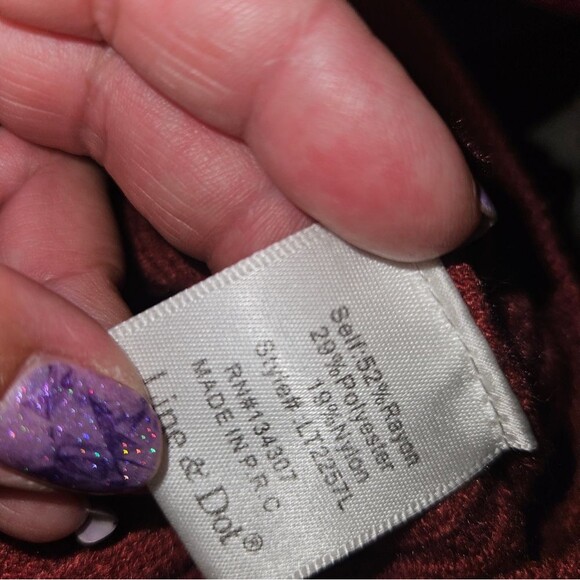 Self:52%Rayon
29%Polyester
19%Nylon
Style#:LT2257L
RN#134307
MADE IN P.R.C
Line & Dot®